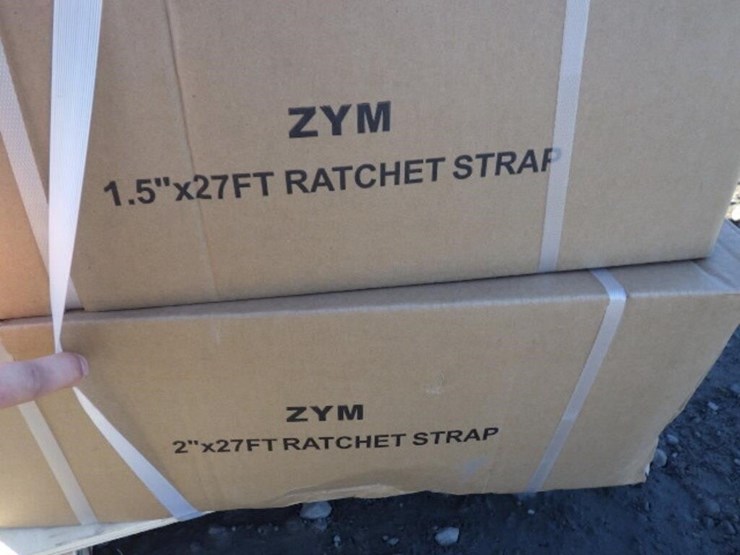 ZYM
1.5"x27FT RATCHET STRAP
ZYM
2"x27FT RATCHET STRAP